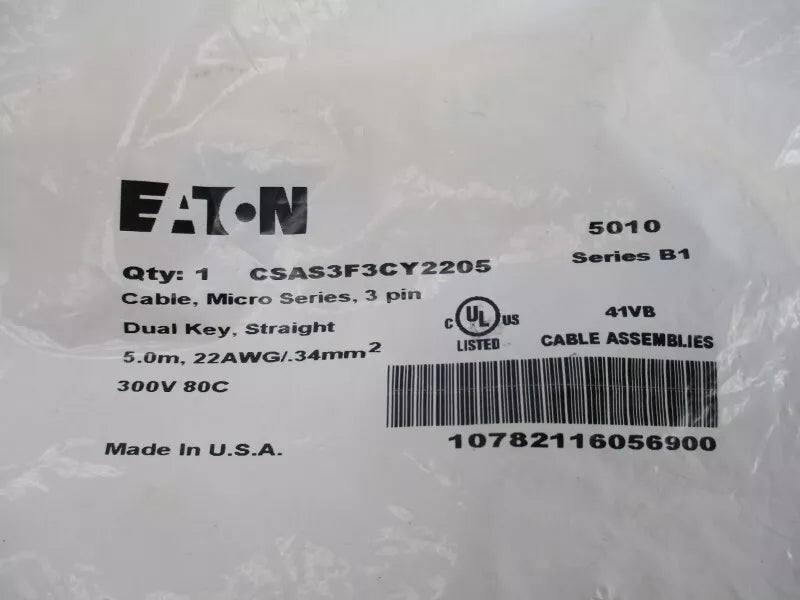 EATON
5010
Series B1
Qty: 1 CSAS3F3CY2205
Cable, Micro Series, 3 pin
Dual Key, Straight
5.0m, 22AWG/.34mm2
300V 80C
C UL US
LISTED
41VB
CABLE ASSEMBLIES
10782116056900
Made In U.S.A.